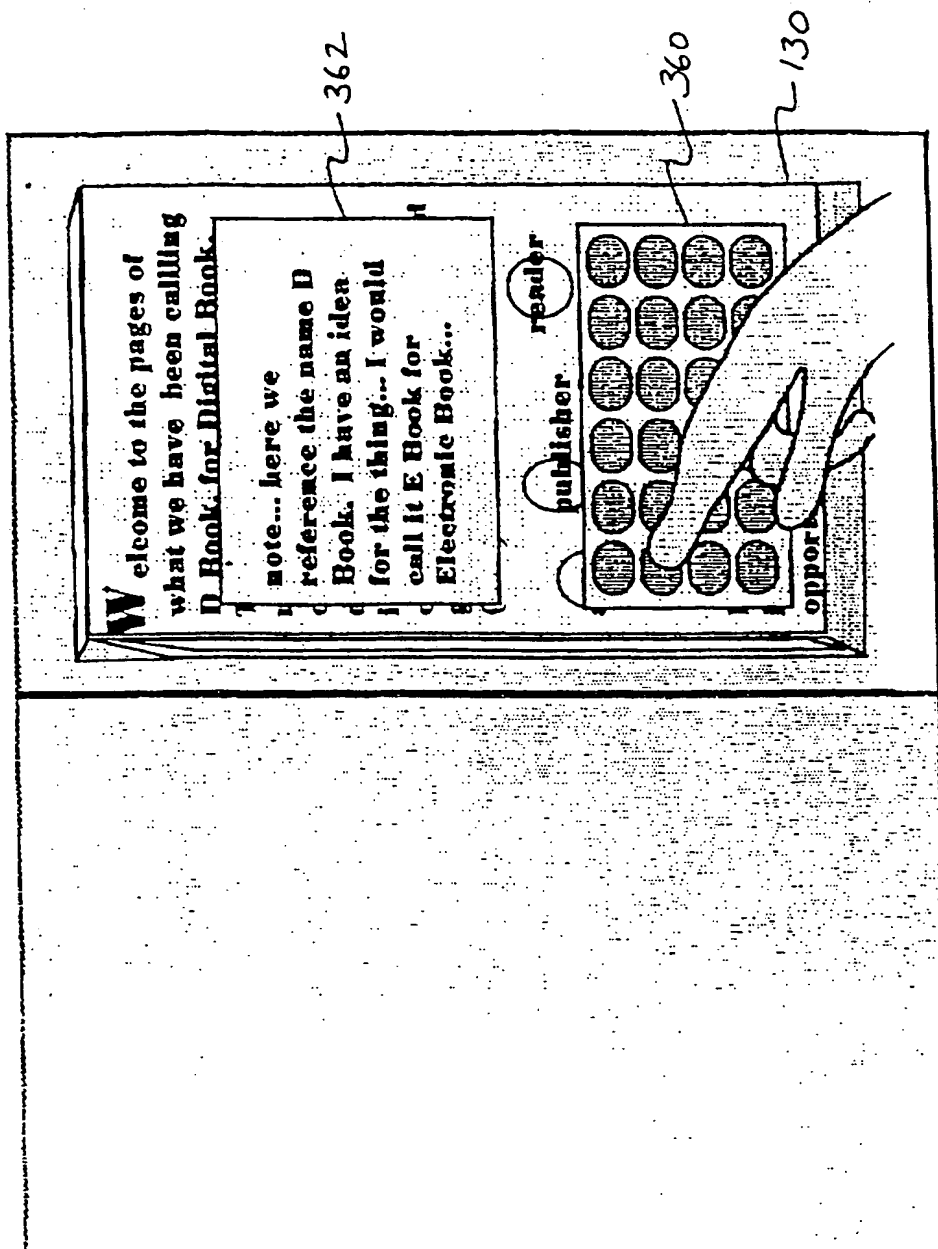 Welcome to the pages of
what we have been callling
D Book, for Digital Book.
note... here we
reference the name D
Book. I have an idea
for the thing... I would
call it E Book for
Electronic Book...
publisher
reader
362
360
130